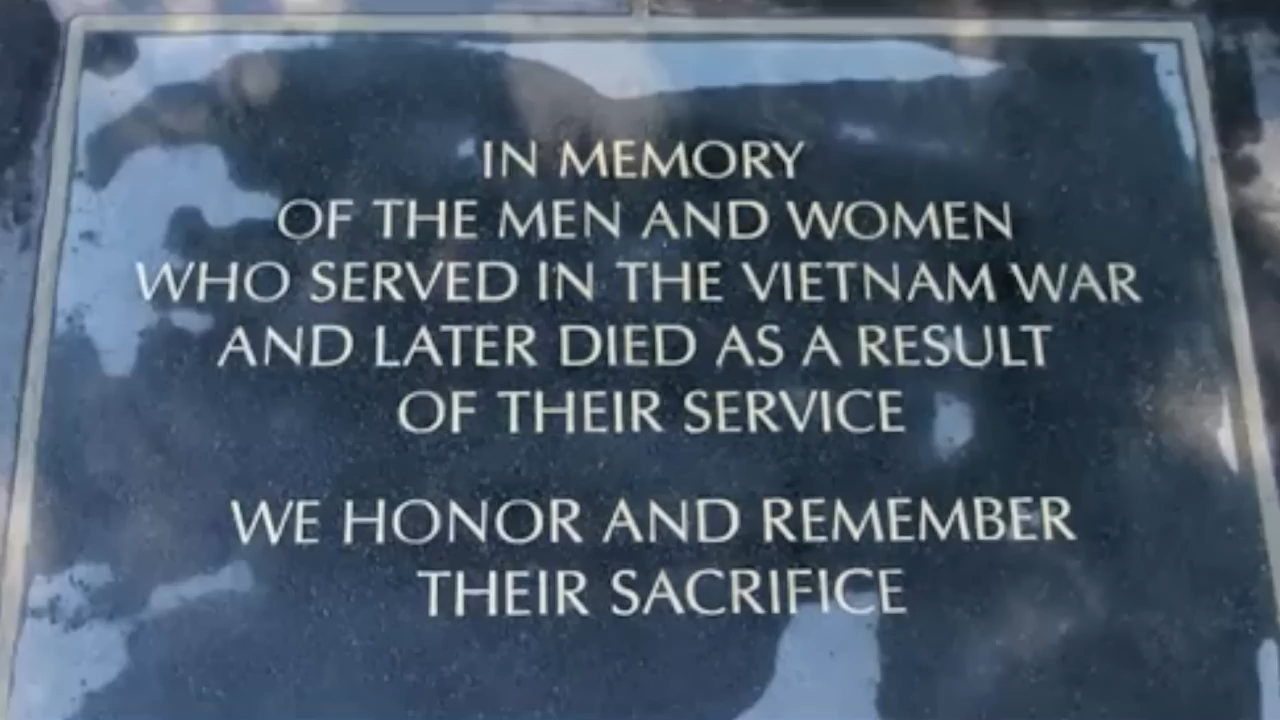 IN MEMORY
OF THE MEN AND WOMEN
WHO SERVED IN THE VIETNAM WAR
AND LATER DIED AS A RESULT
OF THEIR SERVICE
WE HONOR AND REMEMBER
THEIR SACRIFICE